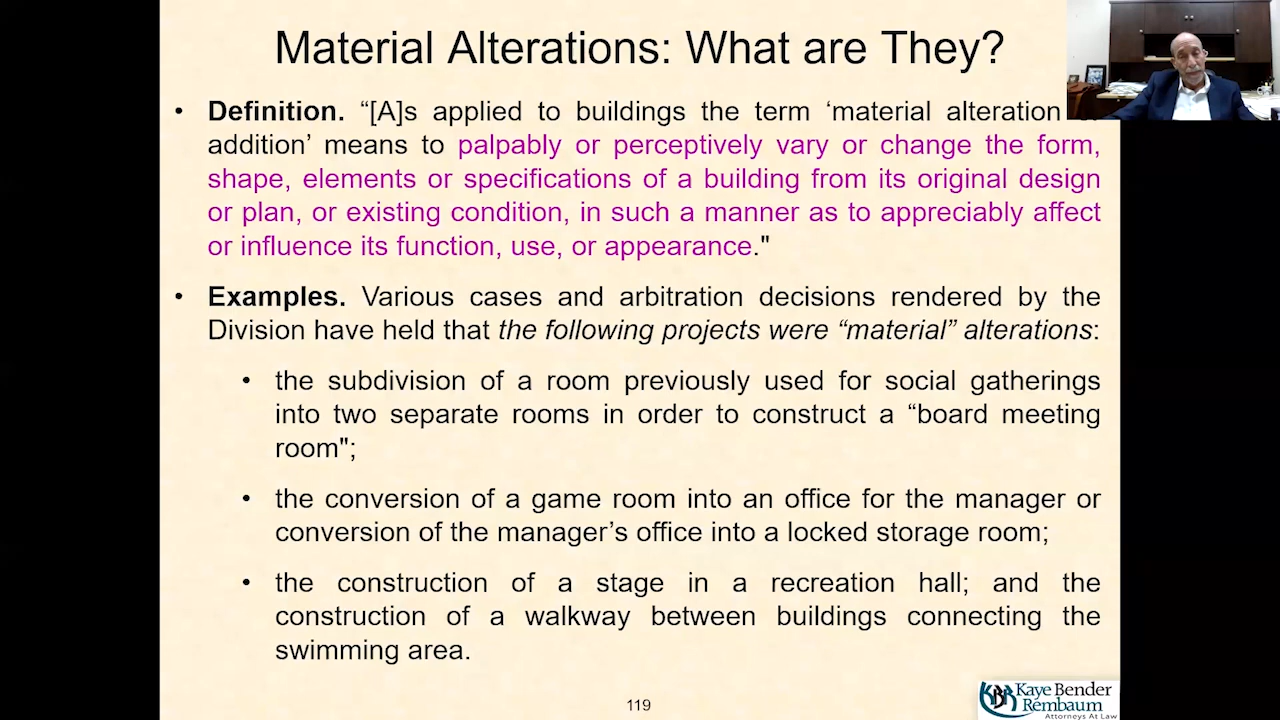 Material Alterations: What are They?
• Definition. “[A]s applied to buildings the term ‘material alteration
addition’ means to palpably or perceptively vary or change the form,
shape, elements or specifications of a building from its original design
or plan, or existing condition, in such a manner as to appreciably affect
or influence its function, use, or appearance."
• Examples. Various cases and arbitration decisions rendered by the
Division have held that the following projects were “material” alterations:
• the subdivision of a room previously used for social gatherings
into two separate rooms in order to construct a “board meeting
room";
• the conversion of a game room into an office for the manager or
conversion of the manager’s office into a locked storage room;
• the construction of a stage in a recreation hall; and the
construction of a walkway between buildings connecting the
swimming area.
119
KBR Kaye Bender
Rembaum
Attorneys At Law